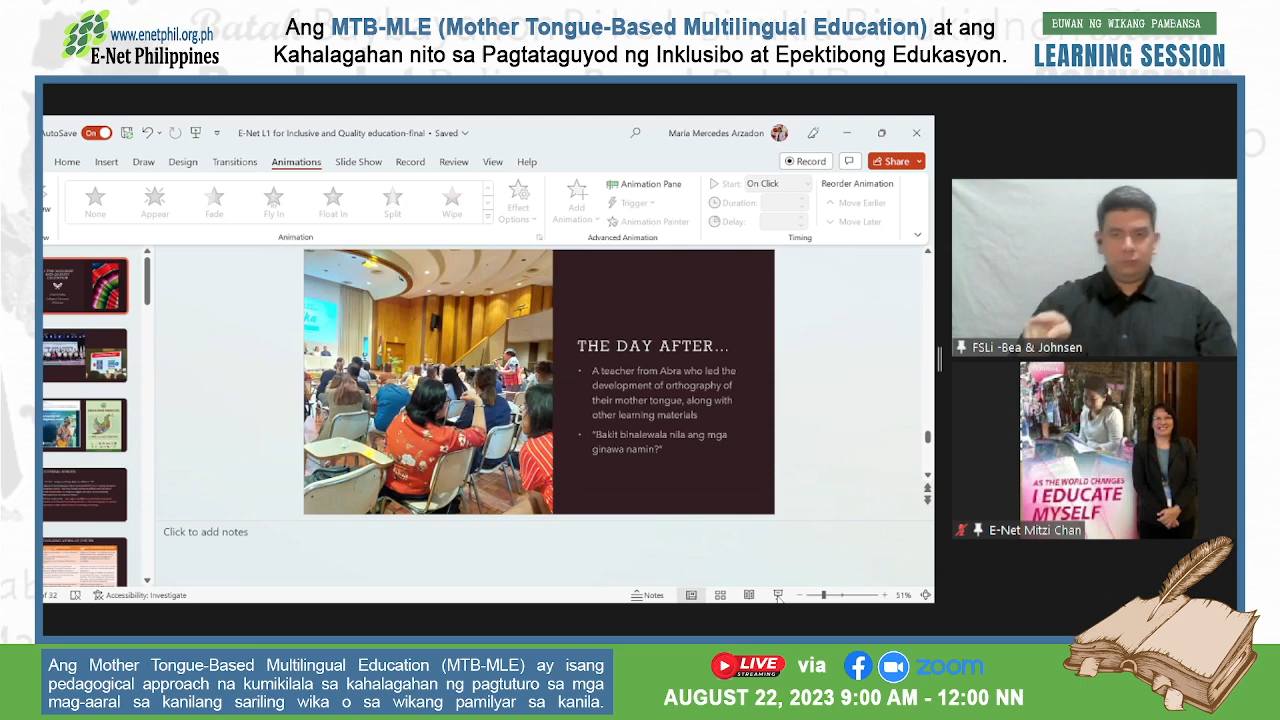 www.enetphil.org.ph
E-Net Philippines
Ang MTB-MLE (Mother Tongue-Based Multilingual Education) at ang
Kahalagahan nito sa Pagtataguyod ng Inklusibo at Epektibong Edukasyon.
BUWAN NG WIKANG PAMBANSA
LEARNING SESSION
AutoSave On
E-Net L1 for Inclusive and Quality education-final • Saved
Maria Mercedes Arzadon
Home Insert Draw Design Transitions Animations Slide Show Record Review View Help
Record
Share
None Appear Fade Fly In Float In Split Wipe
Effect
Options
Add
Animation
Animation Pane
Trigger
Animation Painter
Start: On Click
Duration:
Delay:
Reorder Animation
Move Earlier
Move Later
Animation
Advanced Animation
Timing
THE DAY AFTER...
• A teacher from Abra who led the
development of orthography of
their mother tongue, along with
other learning materials
• "Bakit binalewala nila ang mga
ginawa namin?"
Click to add notes
of 32
Accessibility: Investigate
Notes
51%
FSLi -Bea & Johnsen
AS THE WORLD CHANGES
I EDUCATE
MYSELF
E-Net Mitzi Chan
Ang Mother Tongue-Based Multilingual Education (MTB-MLE) ay isang
pedagogical approach na kumikilala sa kahalagahan ng pagtuturo sa mga
mag-aaral sa kanilang sariling wika o sa wikang pamilyar sa kanila.
LIVE
STREAMING
via
zoom
AUGUST 22, 2023 9:00 AM - 12:00 NN